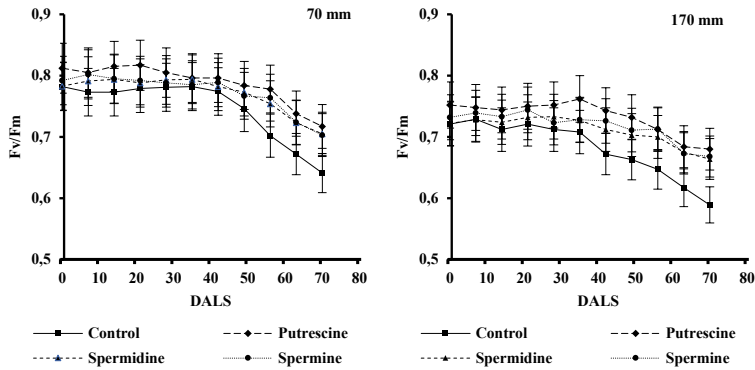 70 mm
0,9
0,8
0,7
0,6
0,5
Fv/Fm
0 10 20 30 40 50 60 70 80
DALS
Control
Putrescine
Spermidine
Spermine
170 mm
0,9
0,8
0,7
0,6
0,5
Fv/Fm
0 10 20 30 40 50 60 70 80
DALS
Control
Putrescine
Spermidine
Spermine